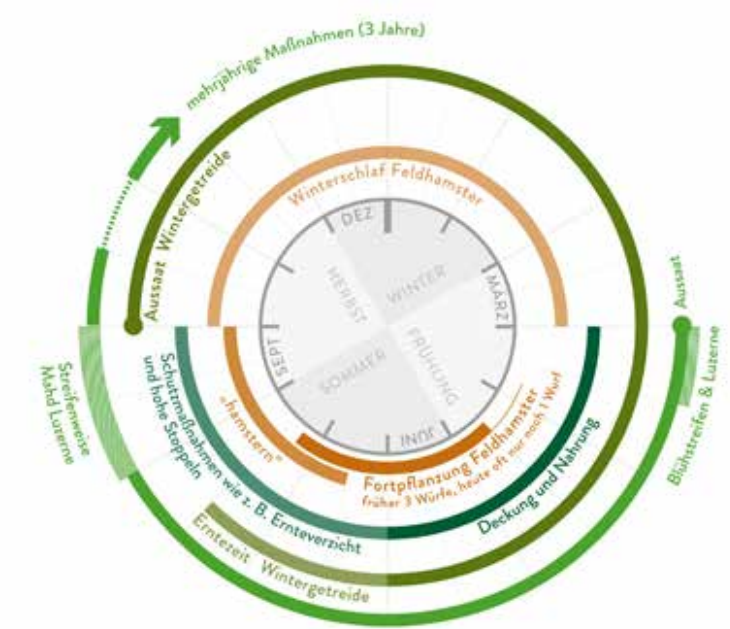 mehrjährige Maßnahmen (3 Jahre)
Aussaat Wintergetreide
Winterschlaf Feldhamster
DEZ
MÄRZ
JUNI
SEPT
HERBST
WINTER
FRÜHLING
SOMMER
Aussaat
Blühstreifen & Luzerne
Streifenweise
Mahd Luzerne
Schutzmaßnahmen wie z. B. Ernteverzicht
und hohe Stoppeln
„hamstern“
Fortpflanzung Feldhamster
früher 3 Würfe, heute oft nur noch 1 Wurf
Deckung und Nahrung
Erntezeit Wintergetreide